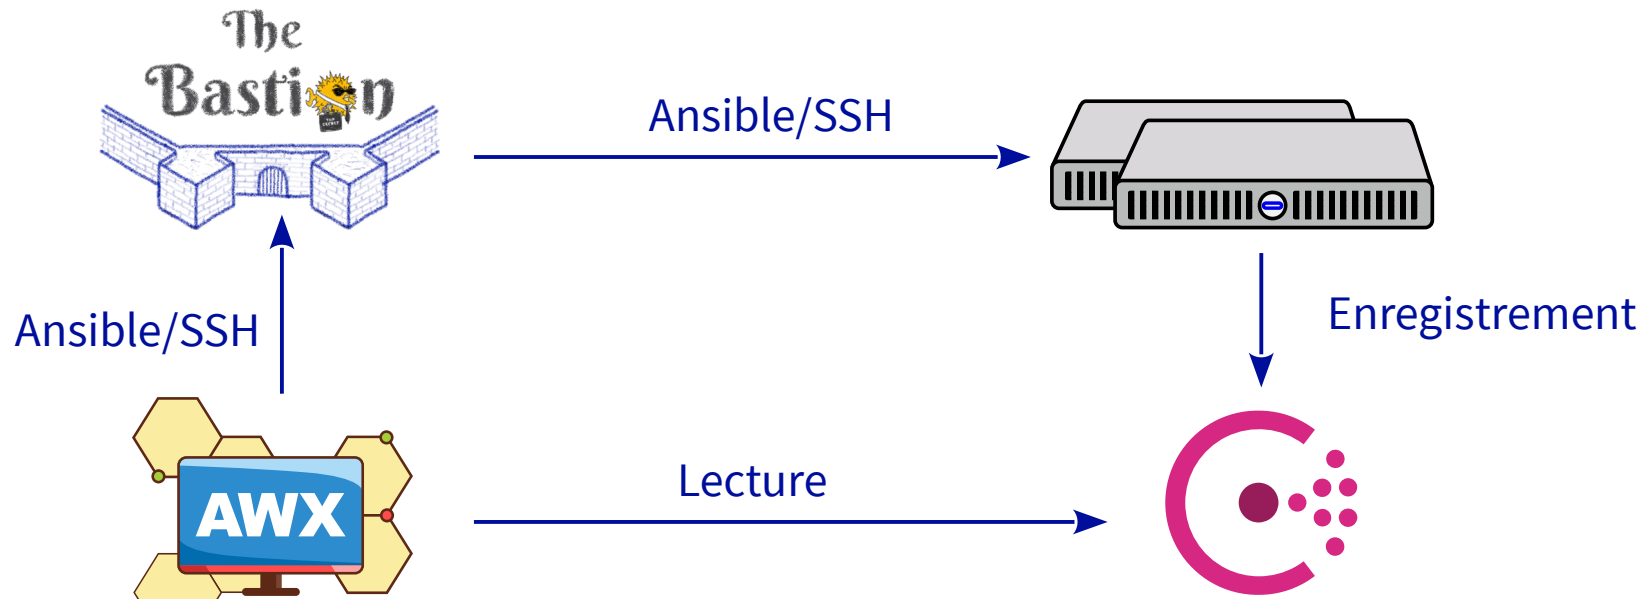 The
Bastion
Ansible/SSH
Ansible/SSH
Enregistrement
AWX
Lecture